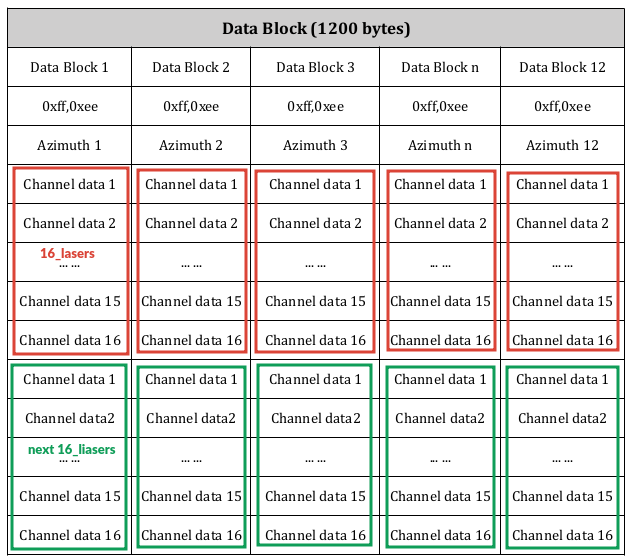 Data Block (1200 bytes)
Data Block 1 Data Block 2 Data Block 3 Data Block n Data Block 12
0xff,0xee 0xff,0xee 0xff,0xee 0xff,0xee 0xff,0xee
Azimuth 1 Azimuth 2 Azimuth 3 Azimuth n Azimuth 12
Channel data 1 Channel data 1 Channel data 1 Channel data 1 Channel data 1
Channel data 2 Channel data 2 Channel data 2 Channel data 2 Channel data 2
16_lasers
... ... ... ... ... ... ... ... ... ...
Channel data 15 Channel data 15 Channel data 15 Channel data 15 Channel data 15
Channel data 16 Channel data 16 Channel data 16 Channel data 16 Channel data 16
Channel data 1 Channel data 1 Channel data 1 Channel data 1 Channel data 1
Channel data2 Channel data2 Channel data2 Channel data2 Channel data2
next 16_liasers
... ... ... ... ... ... ... ... ... ...
Channel data 15 Channel data 15 Channel data 15 Channel data 15 Channel data 15
Channel data 16 Channel data 16 Channel data 16 Channel data 16 Channel data 16